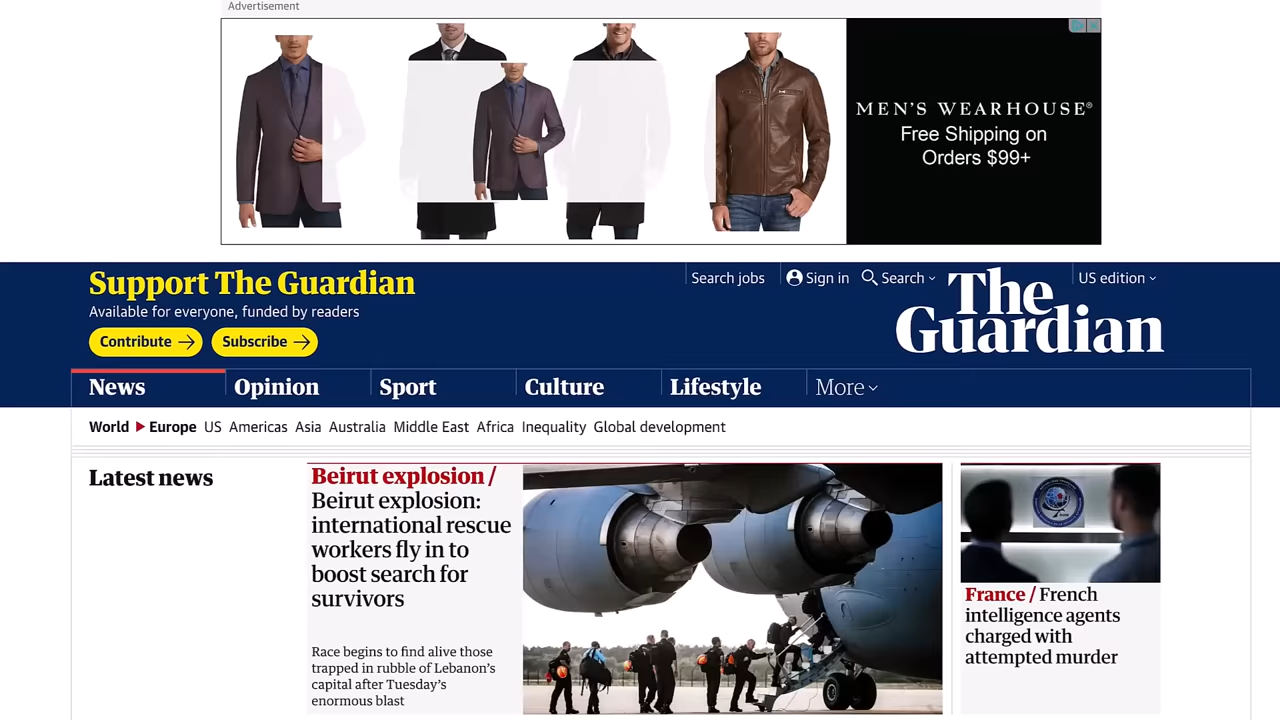 Advertisement
MEN'S WEARHOUSE®
Free Shipping on
Orders $99+
Support The Guardian
Available for everyone, funded by readers
Contribute
Subscribe
Search jobs
Sign in
Search
US edition
The
Guardian
News
Opinion
Sport
Culture
Lifestyle
More
World
Europe
US
Americas
Asia
Australia
Middle East
Africa
Inequality
Global development
Latest news
Beirut explosion /
Beirut explosion:
international rescue
workers fly in to
boost search for
survivors
Race begins to find alive those
trapped in rubble of Lebanon's
capital after Tuesday's
enormous blast
France / French
intelligence agents
charged with
attempted murder